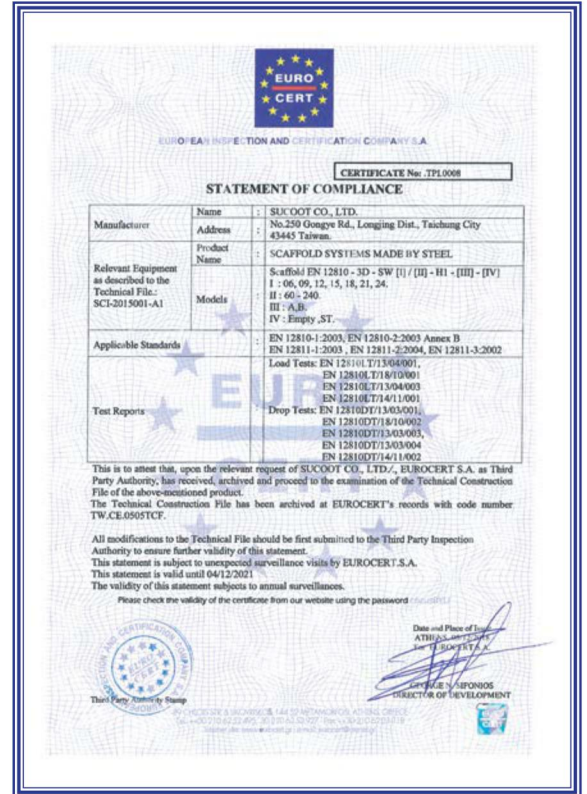 EURO
CERT
EUROPEAN INSPECTION AND CERTIFICATION COMPANY S.A.
CERTIFICATE No: .TPL0008
STATEMENT OF COMPLIANCE
Manufacturer
Name : SUCOOT CO., LTD.
Address : No.250 Gongye Rd., Longjing Dist., Taichung City
43445 Taiwan.
Relevant Equipment
as described to the
Technical File.:
SCI-2015001-A1
Product
Name : SCAFFOLD SYSTEMS MADE BY STEEL
Models : Scaffold EN 12810 - 3D - SW [I] / [II] - H1 - [III] - [IV]
I : 06, 09, 12, 15, 18, 21, 24.
II : 60 - 240.
III : A,B.
IV : Empty ,ST.
Applicable Standards : EN 12810-1:2003, EN 12810-2:2003 Annex B
EN 12811-1:2003 , EN 12811-2:2004, EN 12811-3:2002
Test Reports
Load Tests: EN 12810LT/13/04/001,
EN 12810LT/18/10/001
EN 12810LT/13/04/003
EN 12810LT/14/11/001
Drop Tests: EN 12810DT/13/03/001,
EN 12810DT/18/10/002
EN 12810DT/13/03/003,
EN 12810DT/13/03/004
EN 12810DT/14/11/002
This is to attest that, upon the relevant request of SUCOOT CO., LTD./, EUROCERT S.A. as Third
Party Authority, has received, archived and proceed to the examination of the Technical Construction
File of the above-mentioned product.
The Technical Construction File has been archived at EUROCERT's records with code number
TW.CE.0505TCF.
All modifications to the Technical File should be first submitted to the Third Party Inspection
Authority to ensure further validity of this statement.
This statement is subject to unexpected surveillance visits by EUROCERT.S.A.
This statement is valid until 04/12/2021
The validity of this statement subjects to annual surveillances.
Please check the validity of the certificate from our website using the password
Date and Place of Issue
ATHENS,
For EUROCERT S.A.
GEORGE N. SIFONIOS
DIRECTOR OF DEVELOPMENT
Third Party Authority Stamp